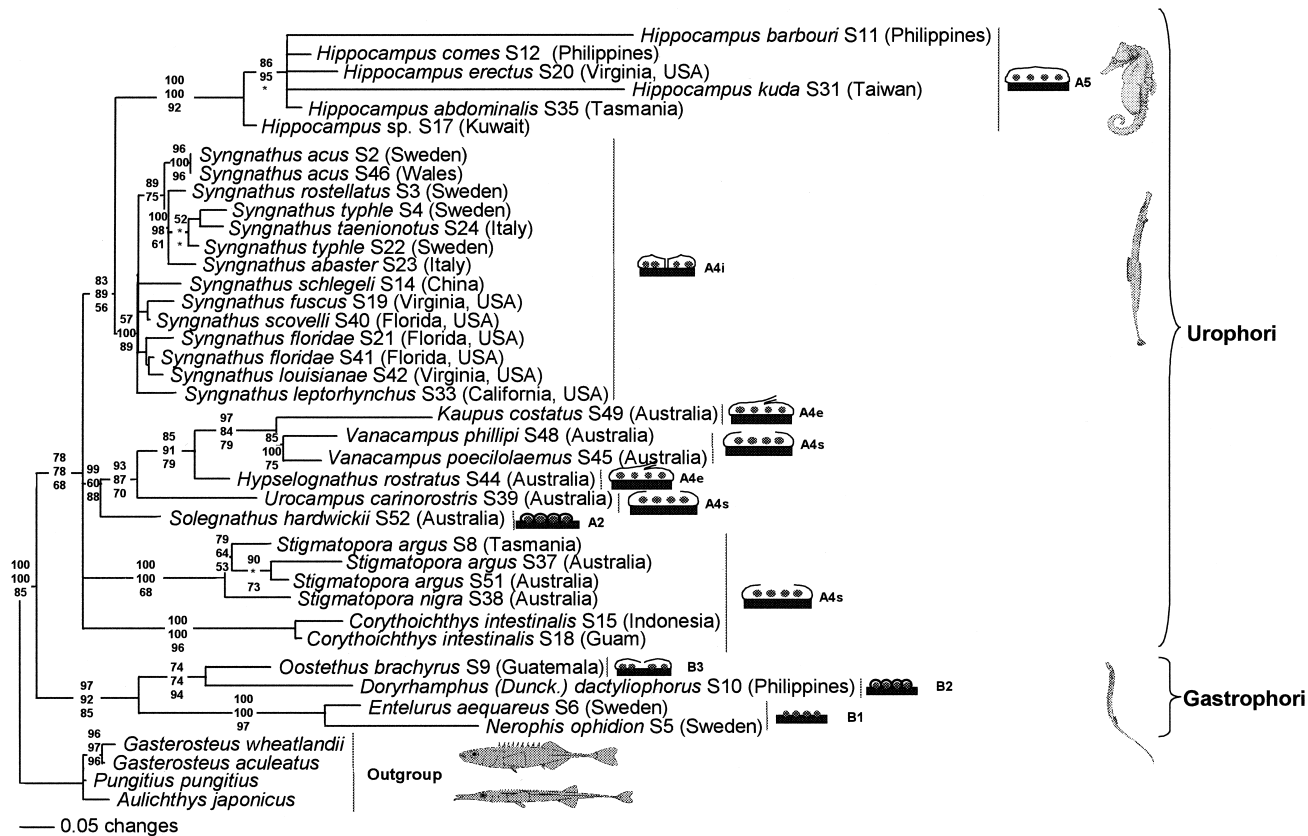 Hippocampus barbouri S11 (Philippines)
Hippocampus comes S12 (Philippines)
86
95
*
Hippocampus erectus S20 (Virginia, USA)
100
100
92
Hippocampus kuda S31 (Taiwan)
A5
Hippocampus abdominalis S35 (Tasmania)
Hippocampus sp. S17 (Kuwait)
96
100
96
Syngnathus acus S2 (Sweden)
Syngnathus acus S46 (Wales)
89
75
Syngnathus rostellatus S3 (Sweden)
Syngnathus typhle S4 (Sweden)
100
98
61
52
*
*
Syngnathus taenionotus S24 (Italy)
Syngnathus typhle S22 (Sweden)
Syngnathus abaster S23 (Italy)
A4i
83
89
56
Syngnathus schlegeli S14 (China)
Syngnathus fuscus S19 (Virginia, USA)
57
100
89
Syngnathus scovelli S40 (Florida, USA)
Syngnathus floridae S21 (Florida, USA)
Urophori
Syngnathus floridae S41 (Florida, USA)
Syngnathus louisianae S42 (Virginia, USA)
Syngnathus leptorhynchus S33 (California, USA)
97
84
79
Kaupus costatus S49 (Australia)
A4e
85
91
79
85
100
75
Vanacampus phillipi S48 (Australia)
A4s
Vanacampus poecilolaemus S45 (Australia)
78
78
68
99
60
88
93
87
70
Hypselognathus rostratus S44 (Australia)
A4e
Urocampus carinorostris S39 (Australia)
A4s
Solegnathus hardwickii S52 (Australia)
A2
79
64
53
Stigmatopora argus S8 (Tasmania)
90
*
73
Stigmatopora argus S37 (Australia)
100
100
68
Stigmatopora argus S51 (Australia)
Stigmatopora nigra S38 (Australia)
A4s
100
100
85
100
100
96
Corythoichthys intestinalis S15 (Indonesia)
Corythoichthys intestinalis S18 (Guam)
74
74
94
Oostethus brachyrus S9 (Guatemala)
B3
97
92
85
Doryrhamphus (Dunck.) dactyliophorus S10 (Philippines)
B2
Gastrophori
100
100
97
Entelurus aequareus S6 (Sweden)
B1
Nerophis ophidion S5 (Sweden)
96
97
96
Gasterosteus wheatlandii
Gasterosteus aculeatus
Outgroup
Pungitius pungitius
Aulichthys japonicus
0.05 changes